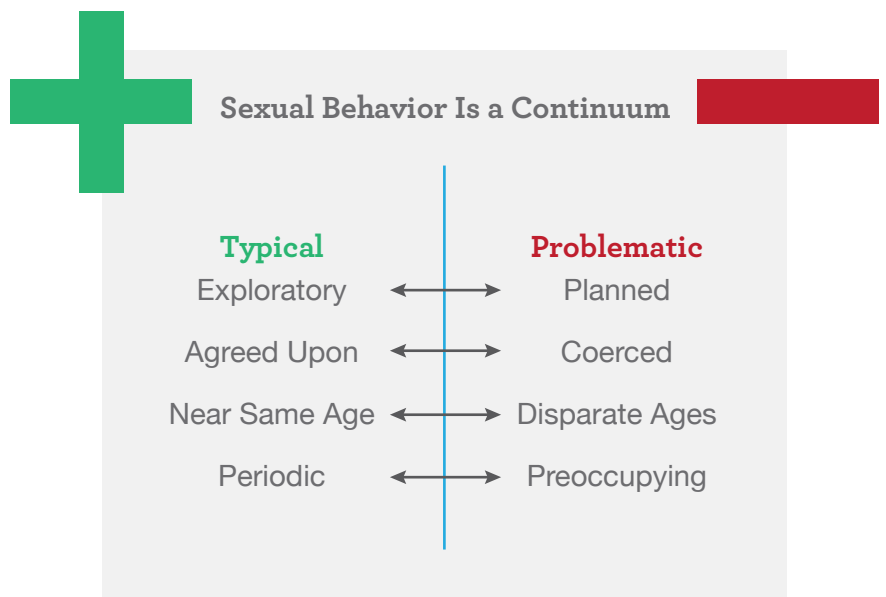 Sexual Behavior Is a Continuum
Typical Problematic
Exploratory Planned
Agreed Upon Coerced
Near Same Age Disparate Ages
Periodic Preoccupying